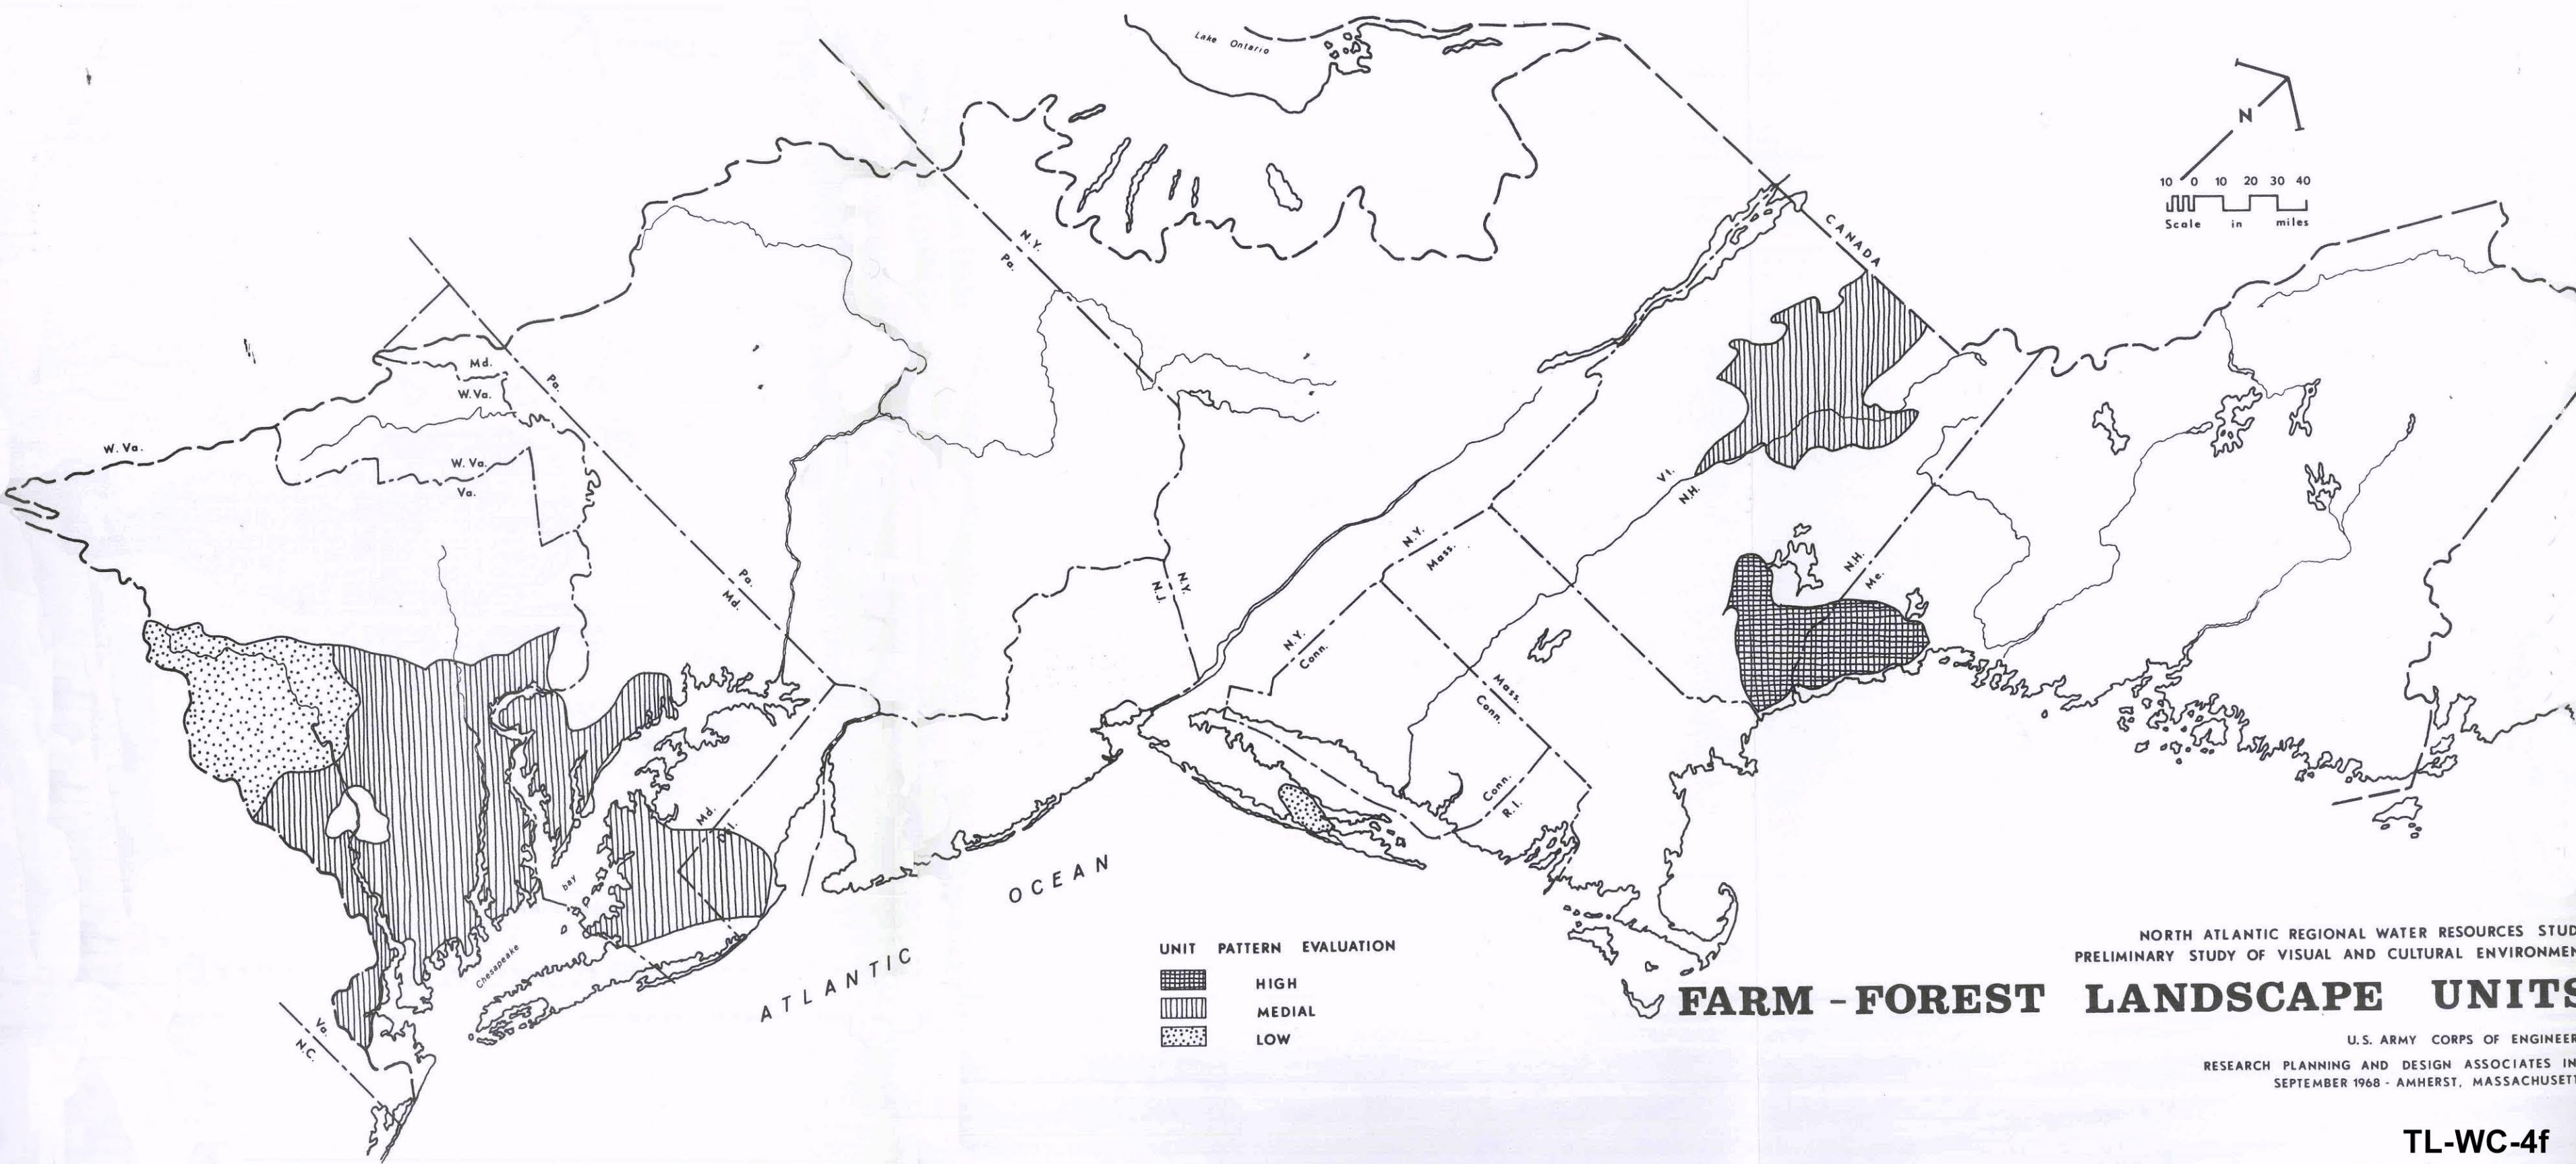 Lake Ontario
N
10 0 10 20 30 40
Scale in miles
CANADA
N.Y.
Pa.
Md.
W. Va.
Pa.
W. Va.
W. Va.
Va.
Vt.
N.H.
N.Y.
Mass.
N.H.
Me.
Pa.
Md.
N.Y.
N.J.
N.Y.
Conn.
Mass.
Conn.
Conn.
R.I.
Md.
Del.
bay
Chesapeake
OCEAN
ATLANTIC
Va.
N.C.
UNIT PATTERN EVALUATION
HIGH
MEDIAL
LOW
NORTH ATLANTIC REGIONAL WATER RESOURCES STUD
PRELIMINARY STUDY OF VISUAL AND CULTURAL ENVIRONMEN
FARM - FOREST LANDSCAPE UNITS
U.S. ARMY CORPS OF ENGINEER
RESEARCH PLANNING AND DESIGN ASSOCIATES IN
SEPTEMBER 1968 - AMHERST, MASSACHUSETT
TL-WC-4f